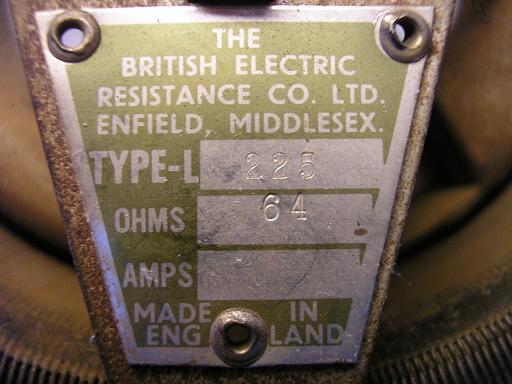 THE
BRITISH ELECTRIC
RESISTANCE CO. LTD.
ENFIELD, MIDDLESEX.
TYPE-L 225
OHMS 64
AMPS
MADE IN
ENG LAND